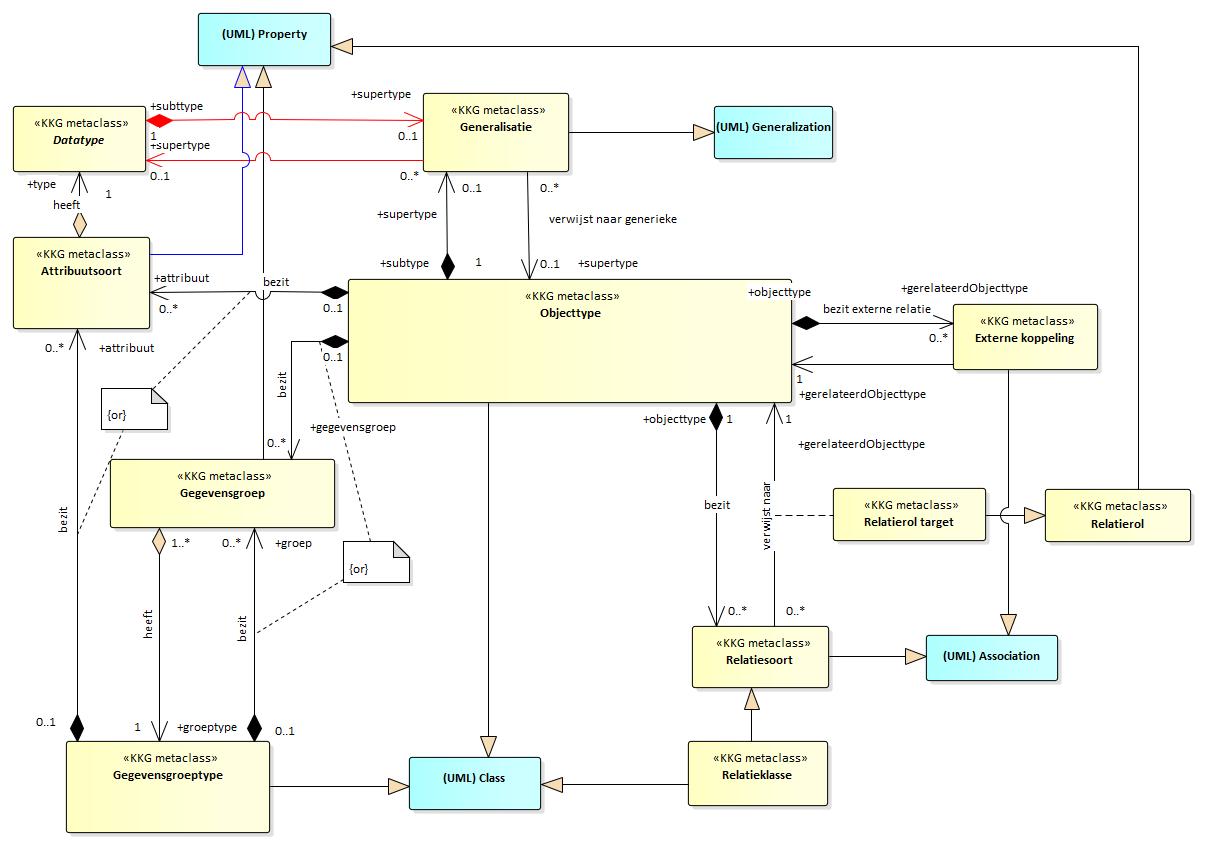 (UML) Property
«KKG metaclass»
Datatype
+subttype
1
+supertype
0..1
+supertype
0..1
«KKG metaclass»
Generalisatie
0..*
(UML) Generalization
+type
1
heeft
«KKG metaclass»
Attribuutsoort
+supertype
0..1
0..*
verwijst naar generieke
+subtype
1
0..1
+supertype
+attribuut
0..*
bezit
0..1
«KKG metaclass»
Objecttype
+objecttype
+gerelateerdObjecttype
bezit externe relatie
0..*
«KKG metaclass»
Externe koppeling
1
+gerelateerdObjecttype
0..*
+attribuut
0..1
bezit
0..*
+gegevensgroep
{or}
+objecttype
1
1
+gerelateerdObjecttype
«KKG metaclass»
Gegevensgroep
bezit
verwijst naar
«KKG metaclass»
Relatierol target
«KKG metaclass»
Relatierol
bezit
1..*
0..*
+groep
{or}
heeft
bezit
0..*
0..*
«KKG metaclass»
Relatiesoort
(UML) Association
0..1
1
+groeptype
0..1
«KKG metaclass»
Gegevensgroeptype
(UML) Class
«KKG metaclass»
Relatieklasse